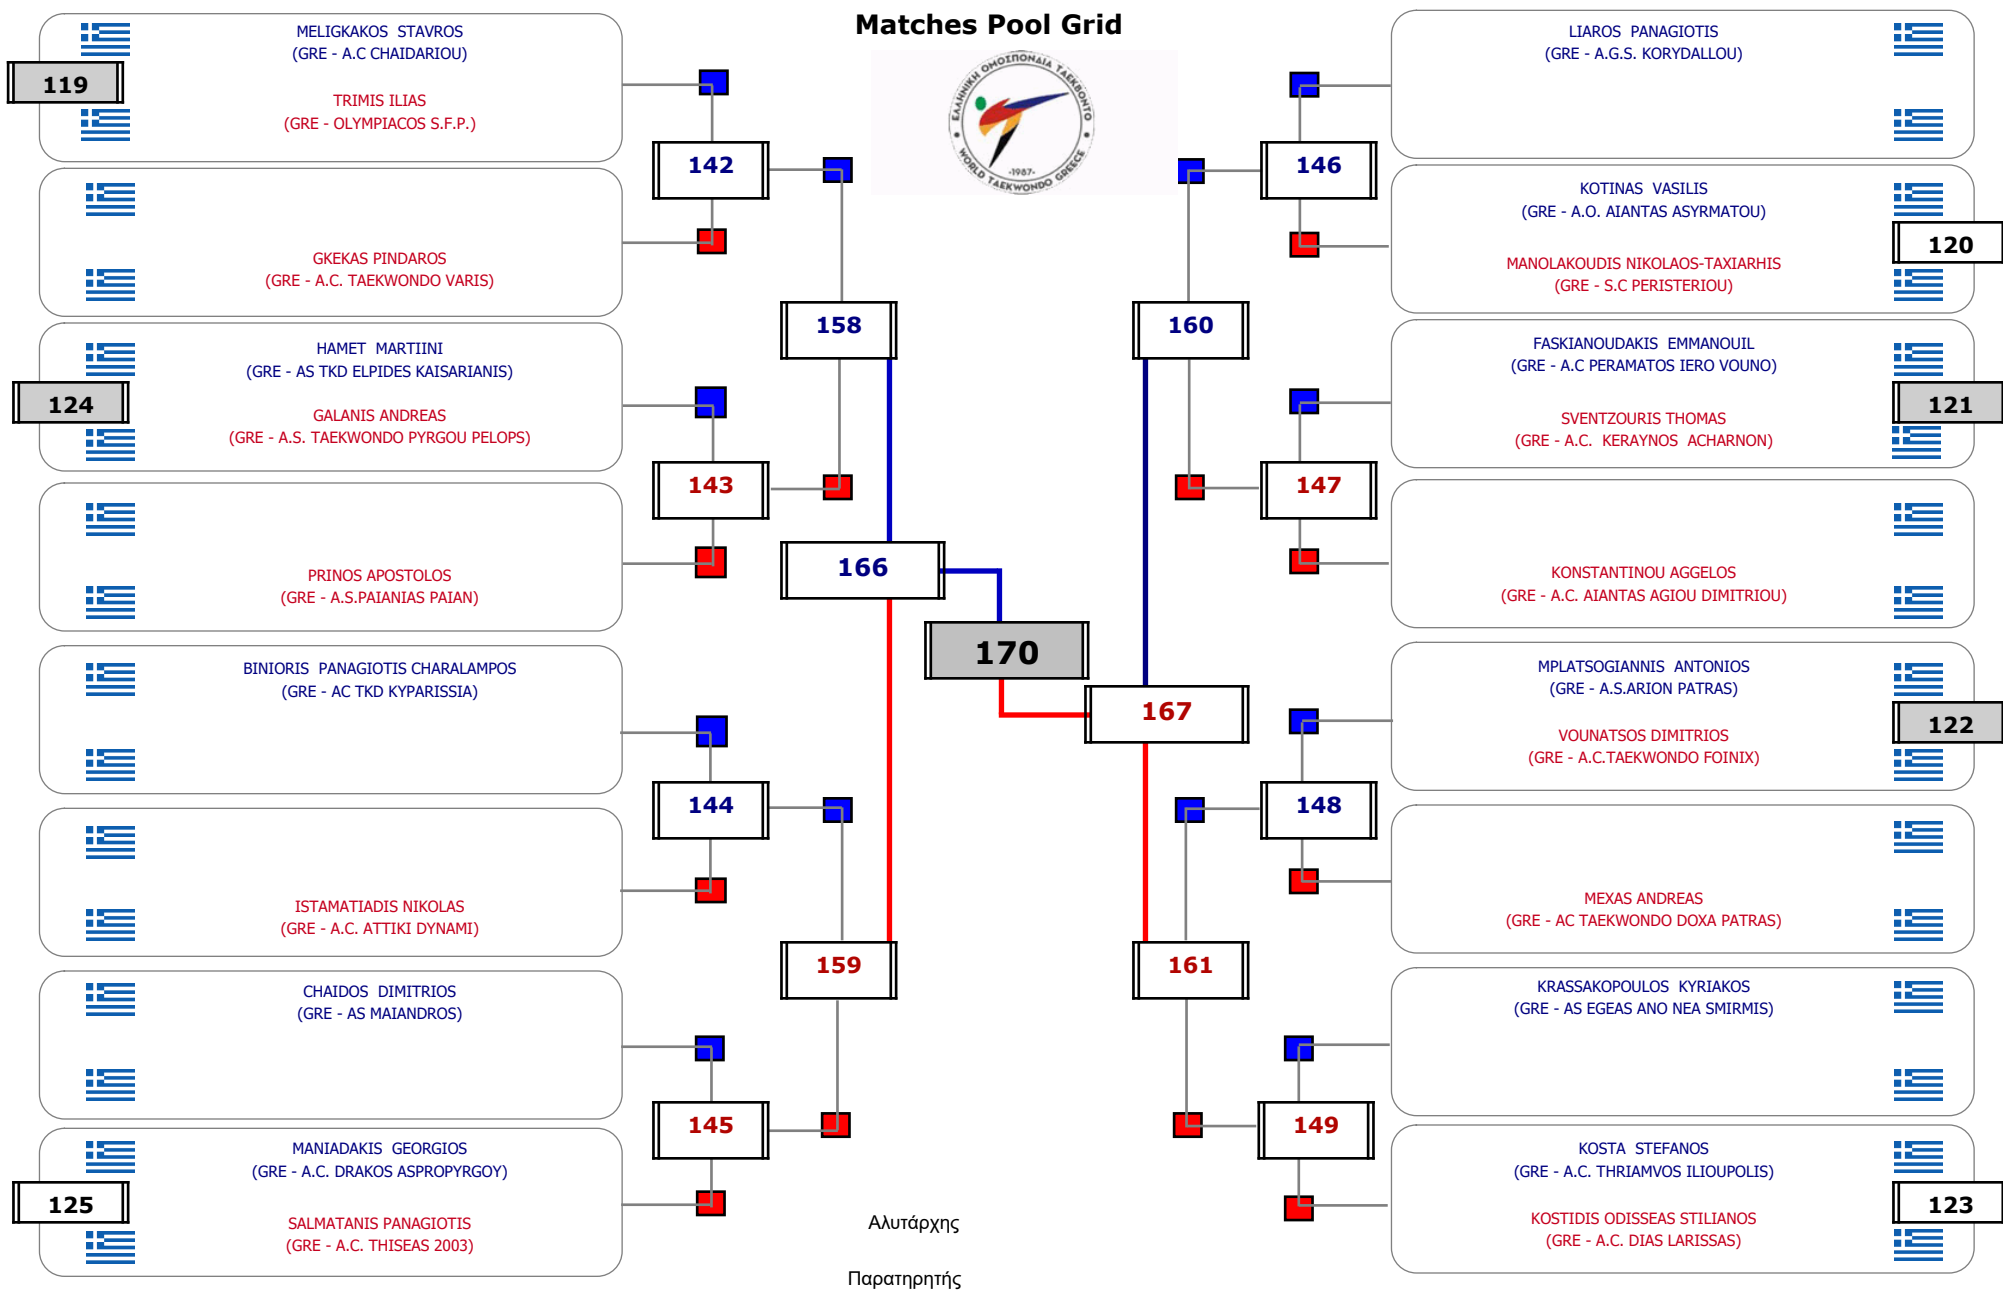 Matches Pool Grid
ΕΛΛΗΝΙΚΗ ΟΜΟΣΠΟΝΔΙΑ ΤΑΕΚΒΟΝΤΟ
·1987·
WORLD TAEKWONDO GREECE
MELIGKAKOS STAVROS
(GRE - A.C CHAIDARIOU)
119
TRIMIS ILIAS
(GRE - OLYMPIACOS S.F.P.)
142
GKEKAS PINDAROS
(GRE - A.C. TAEKWONDO VARIS)
158
HAMET MARTIINI
(GRE - AS TKD ELPIDES KAISARIANIS)
124
GALANIS ANDREAS
(GRE - A.S. TAEKWONDO PYRGOU PELOPS)
143
PRINOS APOSTOLOS
(GRE - A.S.PAIANIAS PAIAN)
166
BINIORIS PANAGIOTIS CHARALAMPOS
(GRE - AC TKD KYPARISSIA)
144
ISTAMATIADIS NIKOLAS
(GRE - A.C. ATTIKI DYNAMI)
159
CHAIDOS DIMITRIOS
(GRE - AS MAIANDROS)
145
MANIADAKIS GEORGIOS
(GRE - A.C. DRAKOS ASPROPYRGOY)
125
SALMATANIS PANAGIOTIS
(GRE - A.C. THISEAS 2003)
170
LIAROS PANAGIOTIS
(GRE - A.G.S. KORYDALLOU)
146
KOTINAS VASILIS
(GRE - A.O. AIANTAS ASYRMATOU)
120
MANOLAKOUDIS NIKOLAOS-TAXIARHIS
(GRE - S.C PERISTERIOU)
160
FASKIANOUDAKIS EMMANOUIL
(GRE - A.C PERAMATOS IERO VOUNO)
121
SVENTZOURIS THOMAS
(GRE - A.C. KERAYNOS ACHARNON)
147
KONSTANTINOU AGGELOS
(GRE - A.C. AIANTAS AGIOU DIMITRIOU)
167
MPLATSOGIANNIS ANTONIOS
(GRE - A.S.ARION PATRAS)
122
VOUNATSOS DIMITRIOS
(GRE - A.C.TAEKWONDO FOINIX)
148
MEXAS ANDREAS
(GRE - AC TAEKWONDO DOXA PATRAS)
161
KRASSAKOPOULOS KYRIAKOS
(GRE - AS EGEAS ANO NEA SMIRMIS)
149
KOSTA STEFANOS
(GRE - A.C. THRIAMVOS ILIOUPOLIS)
123
KOSTIDIS ODISSEAS STILIANOS
(GRE - A.C. DIAS LARISSAS)
Αλυτάρχης
Παρατηρητής